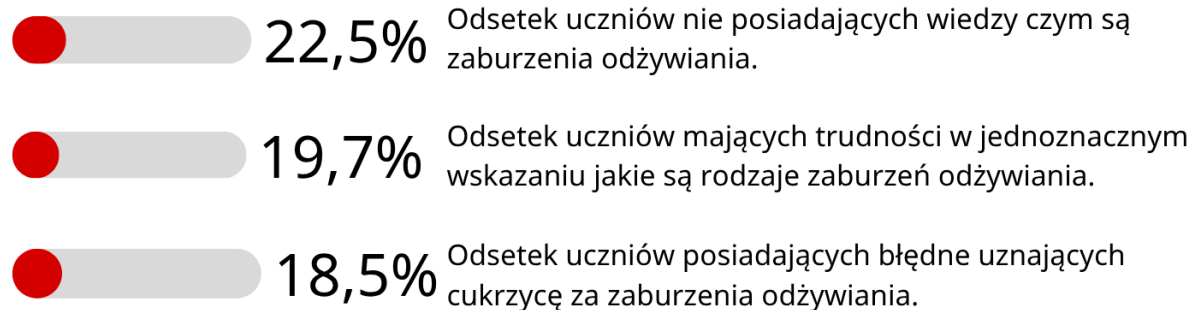 22,5%
Odsetek uczniów nie posiadających wiedzy czym są
zaburzenia odżywiania.
19,7%
Odsetek uczniów mających trudności w jednoznacznym
wskazaniu jakie są rodzaje zaburzeń odżywiania.
18,5%
Odsetek uczniów posiadających błędne uznających
cukrzycę za zaburzenia odżywiania.